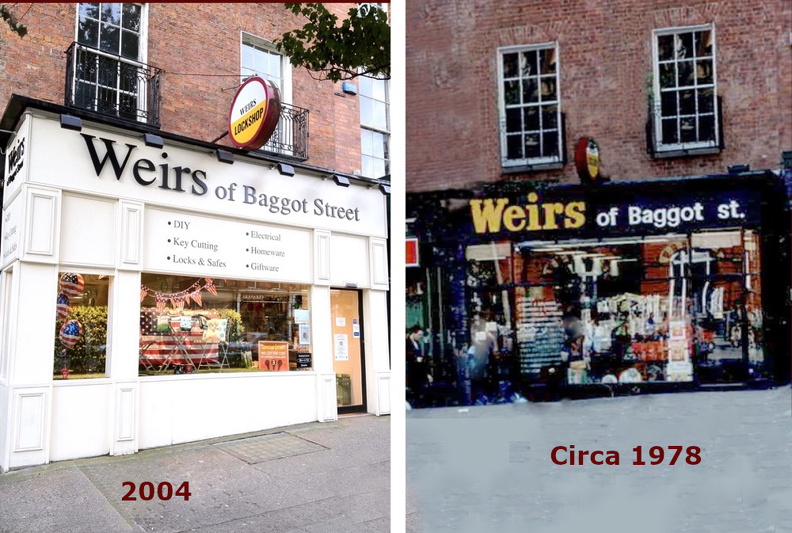 WEIRS
LOCKSHOP
Weirs of Baggot Street
Weirs
• DIY
• Key Cutting
• Locks & Safes
• Electrical
• Homeware
• Giftware
2004
Weirs of Baggot st.
Circa 1978